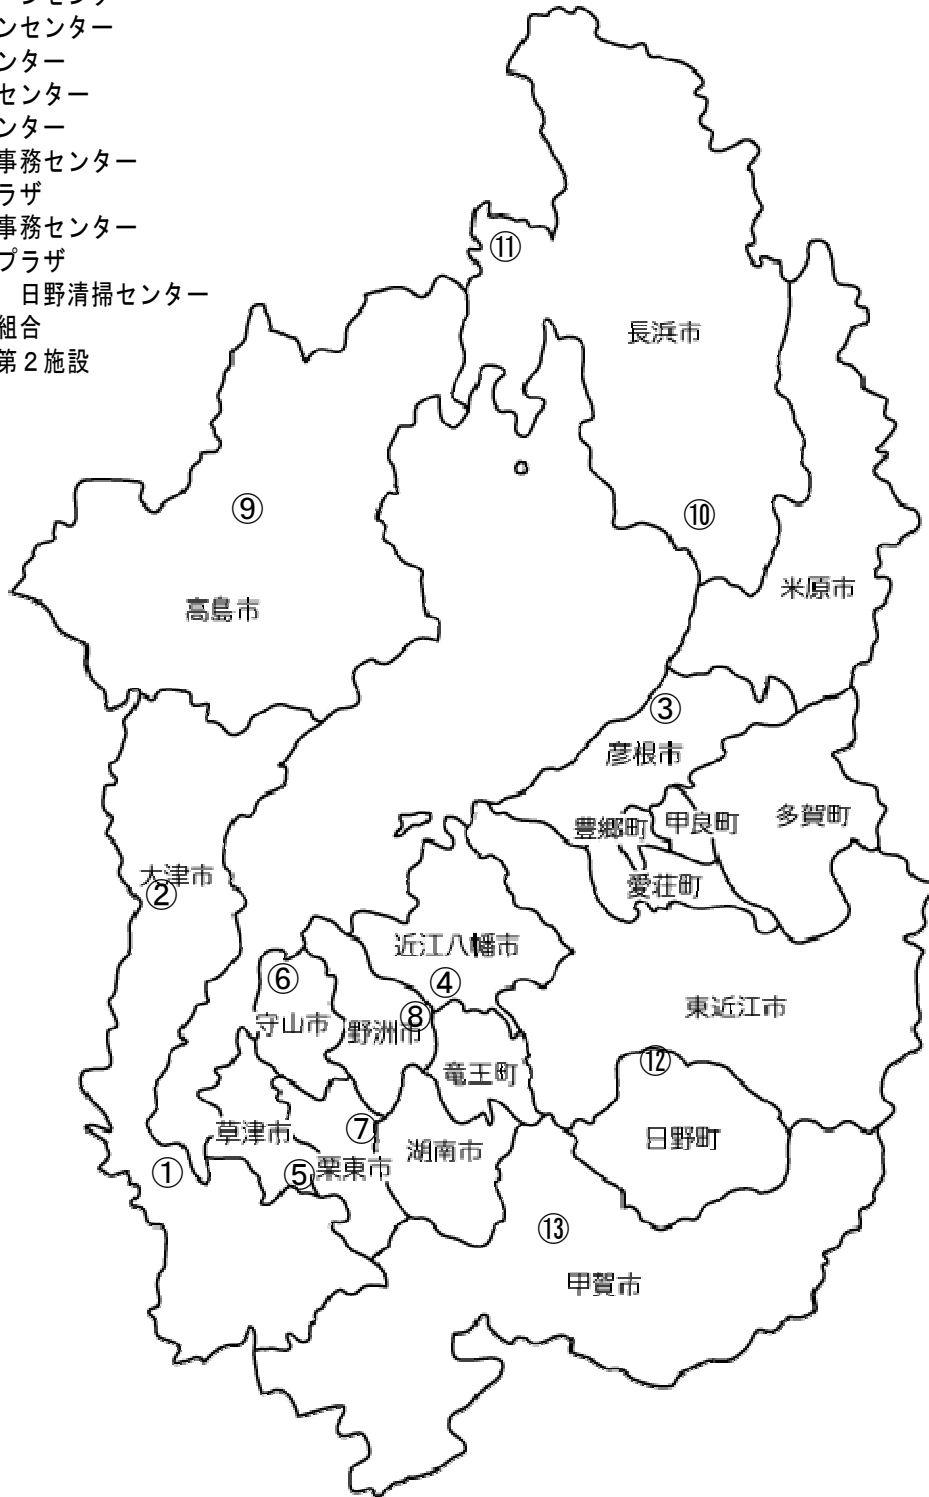 ンセンター
ンセンター
ンター
センター
ンター
事務センター
ラザ
事務センター
プラザ
日野清掃センター
組合
第２施設
⑪
長浜市
⑨
⑩
米原市
高島市
③
彦根市
豊郷町
甲良町
多賀町
大津市
②
愛荘町
近江八幡市
⑥
④
守山市
野洲市
⑧
東近江市
竜王町
⑫
草津市
⑦
湖南市
日野町
①
⑤
栗東市
⑬
甲賀市